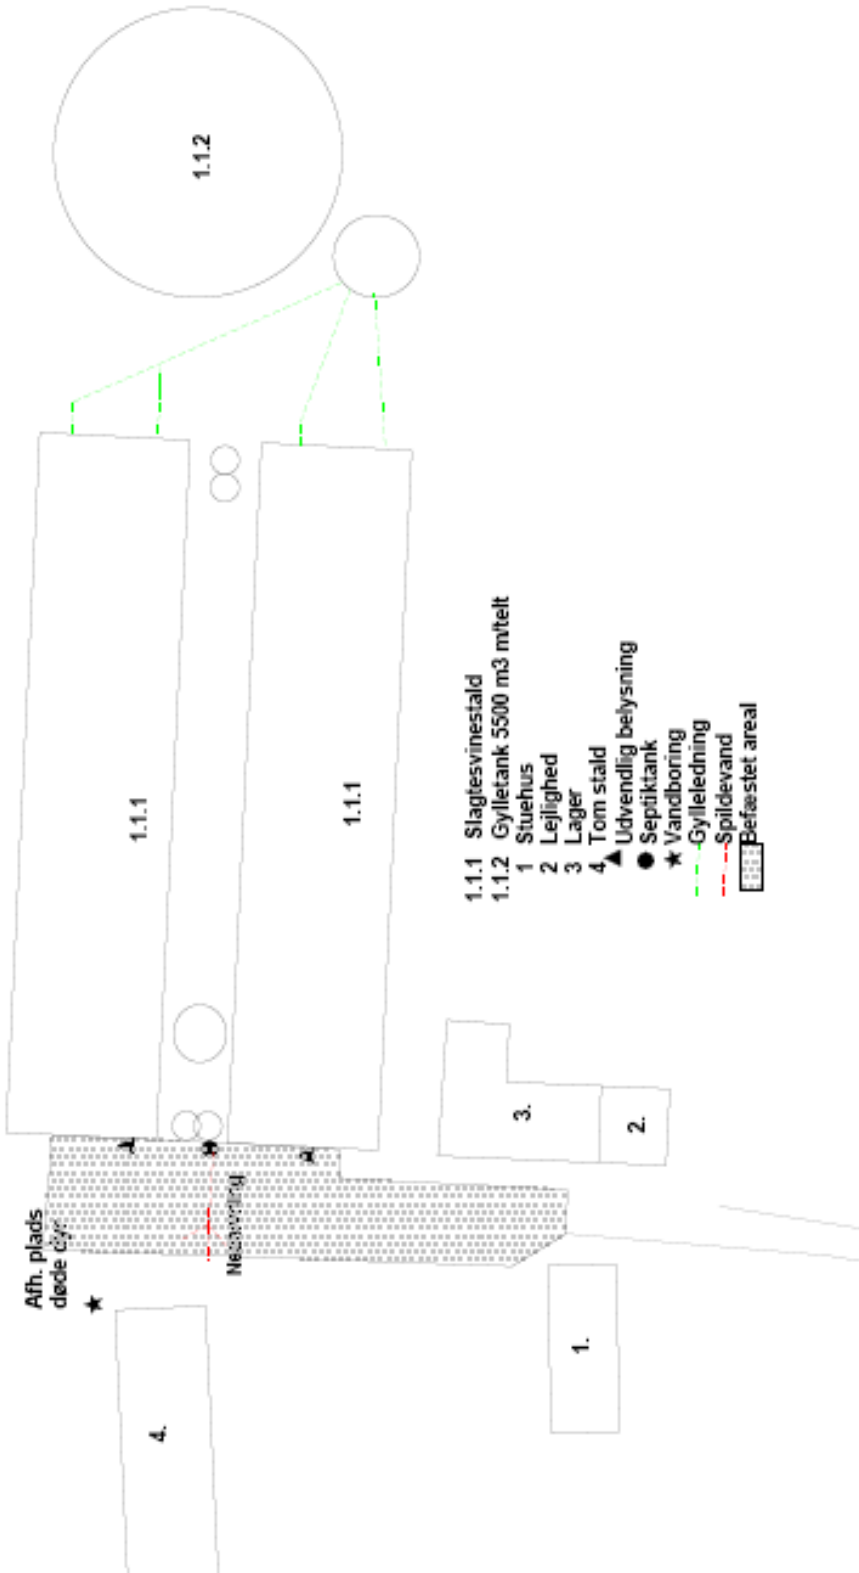 1.1.2
1.1.1
1.1.1
1.1.1 Slagtesvinestald
1.1.2 Gylletank 5500 m3 m/telt
1 Stuehus
2 Lejlighed
3 Lager
4 Tom stald
Udvendlig belysning
Septiktank
Vandboring
Gylleledning
Spildevand
Befæstet areal
3.
2.
Afh. plads
døde dyr
4.
1.